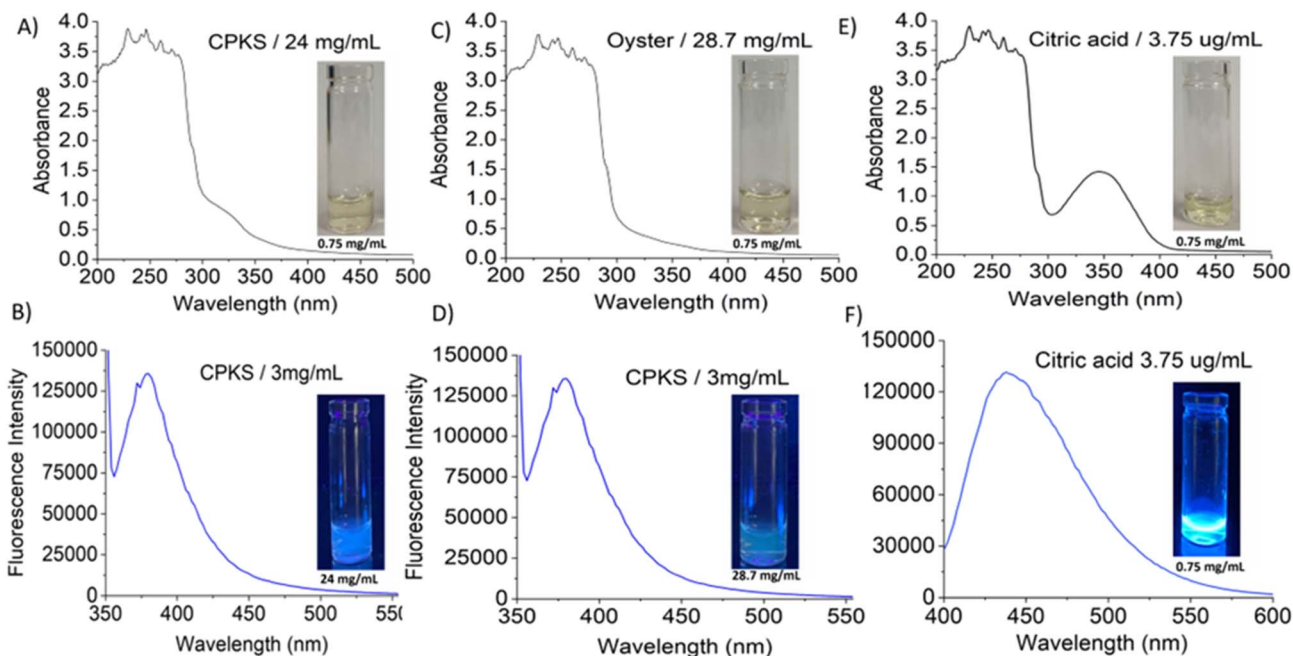 A)
4.0
3.5
3.0
2.5
2.0
1.5
1.0
0.5
0.0
Absorbance
CPKS / 24 mg/mL
0.75 mg/mL
200 250 300 350 400 450 500
Wavelength (nm)
C)
4.0
3.5
3.0
2.5
2.0
1.5
1.0
0.5
0.0
Absorbance
Oyster / 28.7 mg/mL
0.75 mg/mL
200 250 300 350 400 450 500
Wavelength (nm)
E)
4.0
3.5
3.0
2.5
2.0
1.5
1.0
0.5
0.0
Absorbance
Citric acid / 3.75 ug/mL
0.75 mg/mL
200 250 300 350 400 450 500
Wavelength (nm)
B)
150000
125000
100000
75000
50000
25000
0
Fluorescence Intensity
CPKS / 3mg/mL
24 mg/mL
350 400 450 500 55
Wavelength (nm)
D)
150000
125000
100000
75000
50000
25000
0
Fluorescence Intensity
CPKS / 3mg/mL
28.7 mg/mL
350 400 450 500 55
Wavelength (nm)
F)
150000
120000
90000
60000
30000
0
Citric acid 3.75 ug/mL
0.75 mg/mL
400 450 500 550 600
Wavelength (nm)